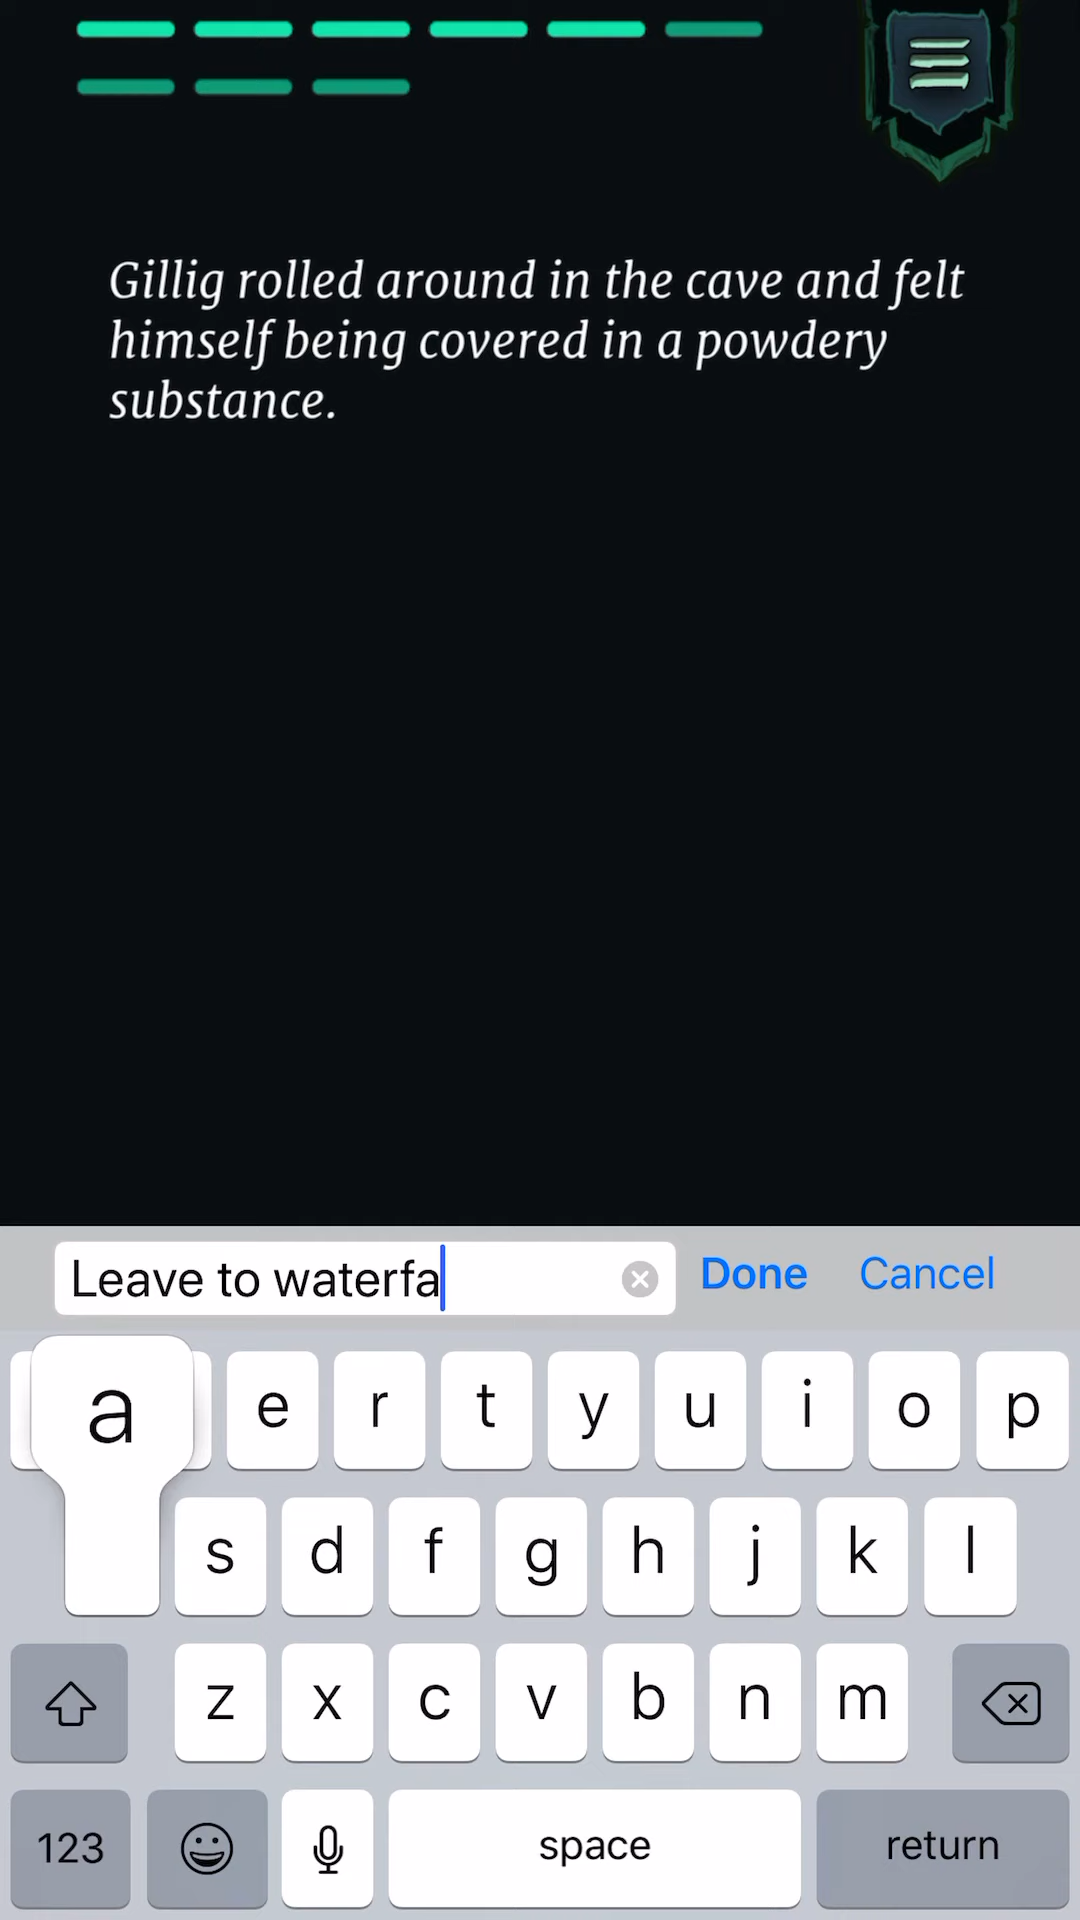 Gillig rolled around in the cave and felt
himself being covered in a powdery
substance.
Leave to waterfa
Done
Cancel
a
e r t y u i o p
s d f g h j k l
z x c v b n m
123
space
return